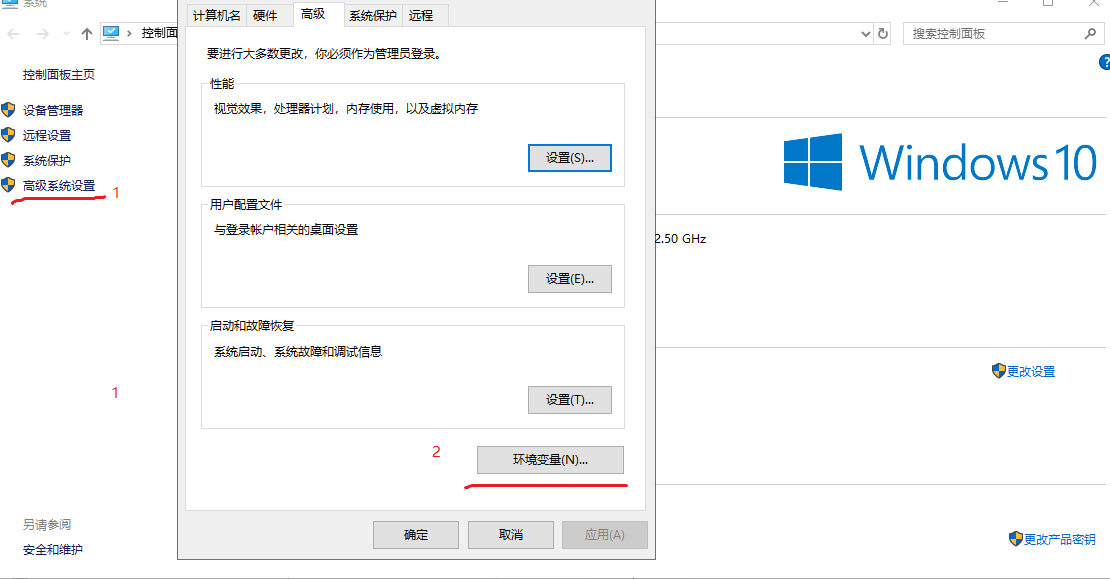 系统
计算机名 硬件 高级 系统保护 远程
控制面
搜索控制面板
要进行大多数更改，你必须作为管理员登录。
控制面板主页
性能
视觉效果，处理器计划，内存使用，以及虚拟内存
设备管理器
远程设置
系统保护
设置(S)...
高级系统设置
1
Windows 10
用户配置文件
与登录帐户相关的桌面设置
2.50 GHz
设置(E)...
启动和故障恢复
系统启动、系统故障和调试信息
更改设置
1
设置(T)...
2
环境变量(N)...
另请参阅
确定 取消 应用(A)
更改产品密钥
安全和维护